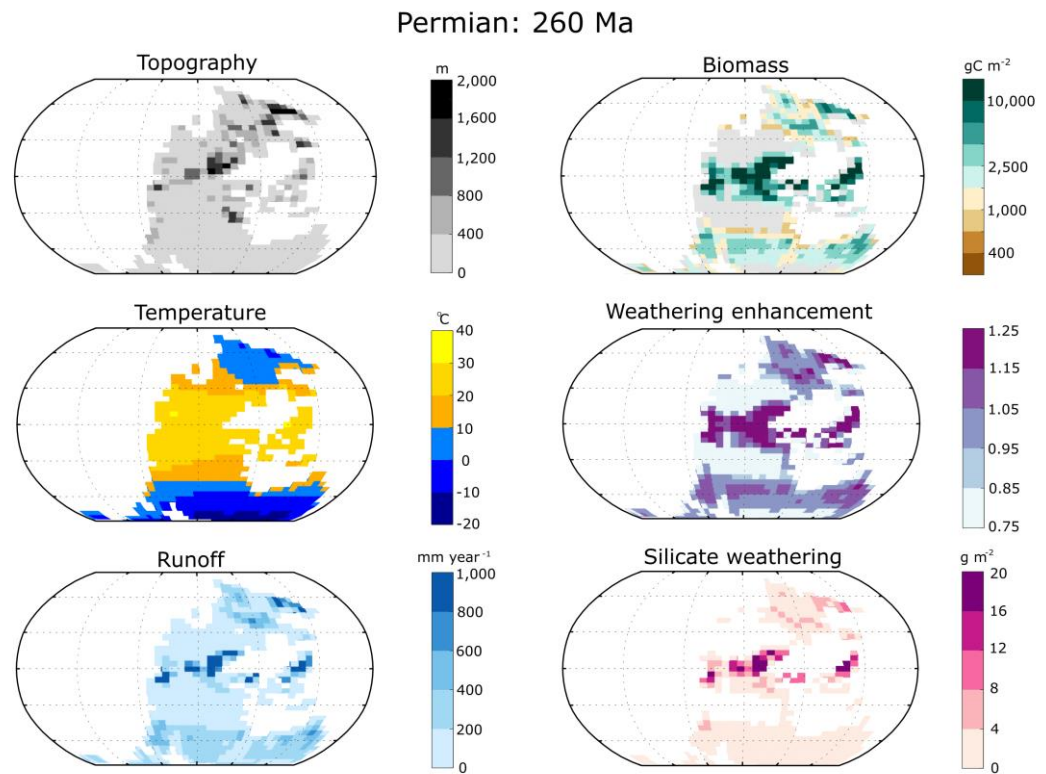 Permian: 260 Ma
Topography
m
2,000
1,600
1,200
800
400
0
Biomass
gC m⁻²
10,000
2,500
1,000
400
Temperature
°C
40
30
20
10
0
-10
-20
Weathering enhancement
1.25
1.15
1.05
0.95
0.85
0.75
Runoff
mm year⁻¹
1,000
800
600
400
200
0
Silicate weathering
g m⁻²
20
16
12
8
4
0